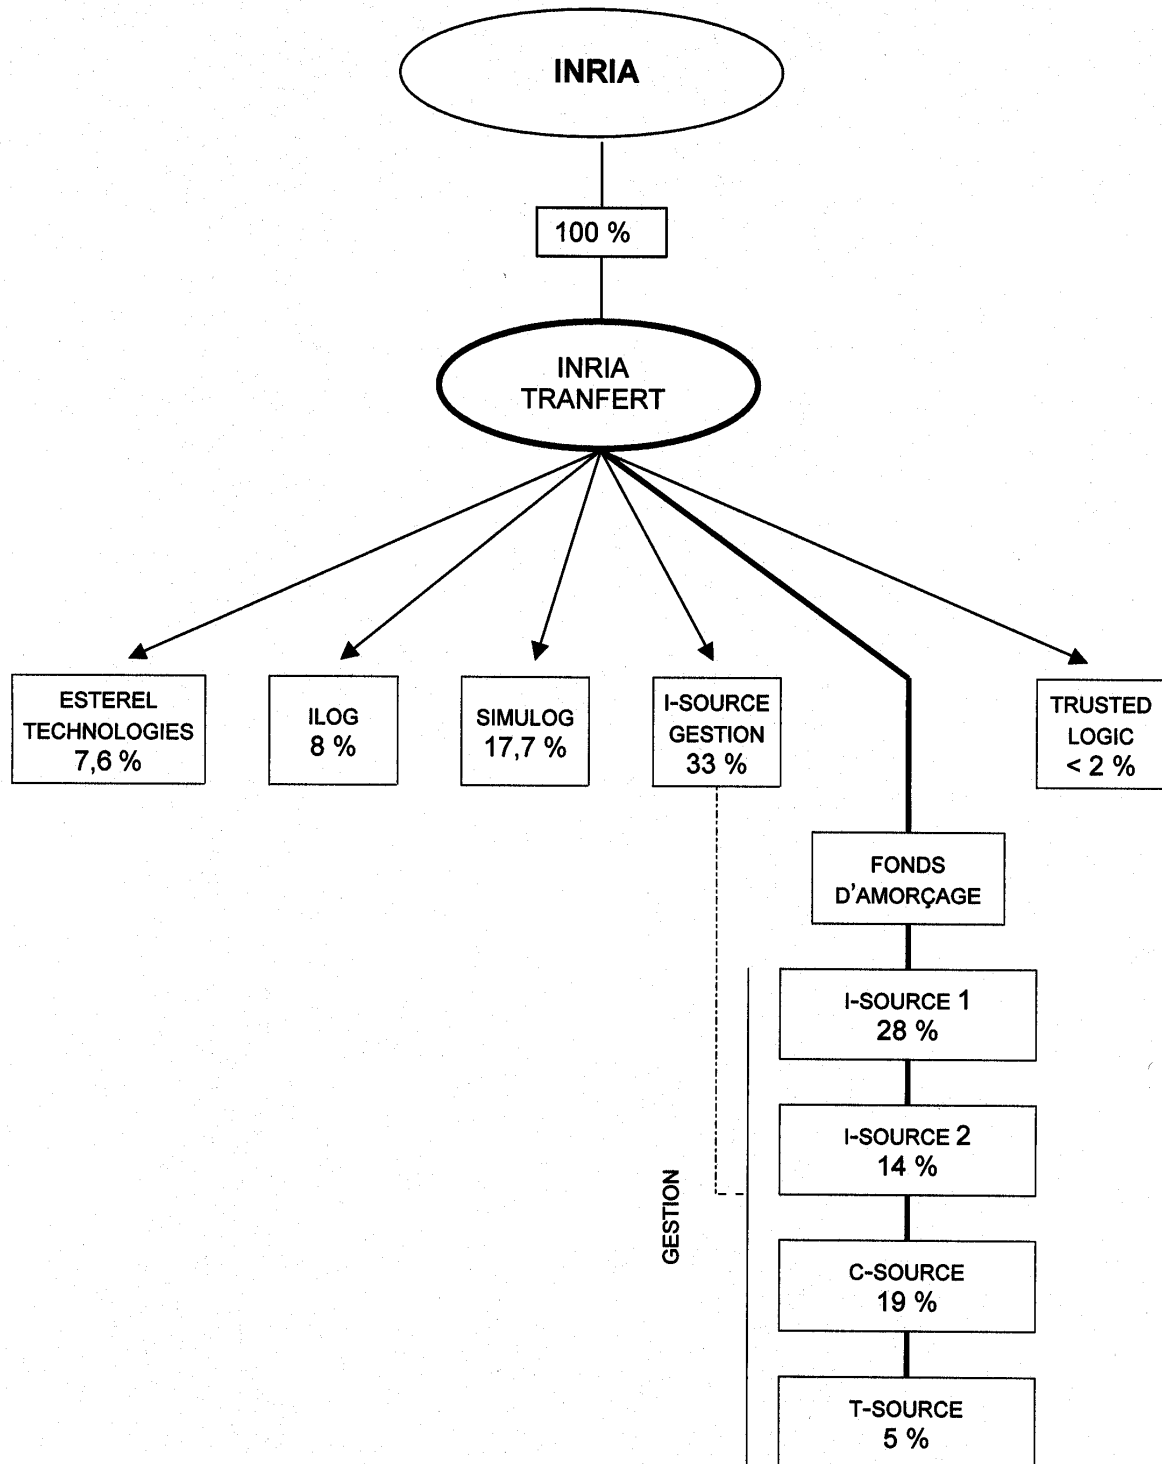 INRIA
100 %
INRIA
TRANFERT
ESTEREL
TECHNOLOGIES
7,6 %
ILOG
8 %
SIMULOG
17,7 %
I-SOURCE
GESTION
33 %
TRUSTED
LOGIC
< 2 %
FONDS
D'AMORÇAGE
I-SOURCE 1
28 %
I-SOURCE 2
14 %
GESTION
C-SOURCE
19 %
T-SOURCE
5 %